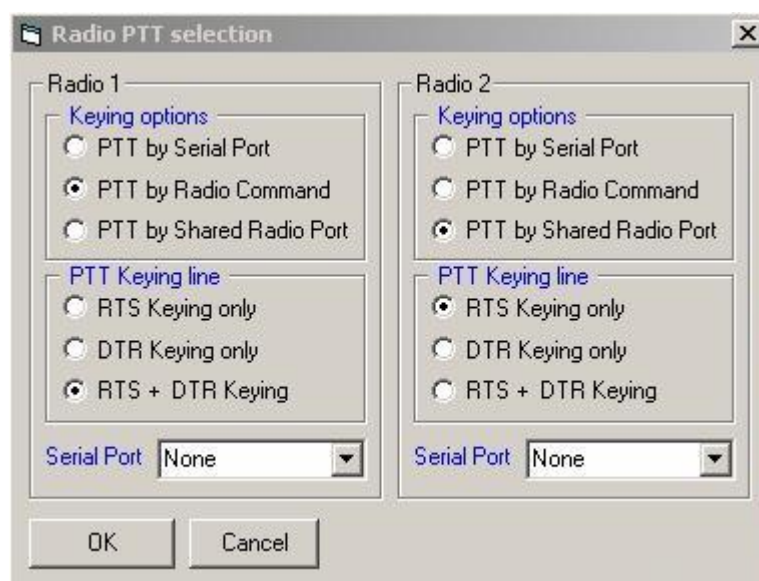 Radio PTT selection
Radio 1
Keying options
PTT by Serial Port
PTT by Radio Command
PTT by Shared Radio Port
PTT Keying line
RTS Keying only
DTR Keying only
RTS + DTR Keying
Serial Port None
Radio 2
Keying options
PTT by Serial Port
PTT by Radio Command
PTT by Shared Radio Port
PTT Keying line
RTS Keying only
DTR Keying only
RTS + DTR Keying
Serial Port None
OK Cancel